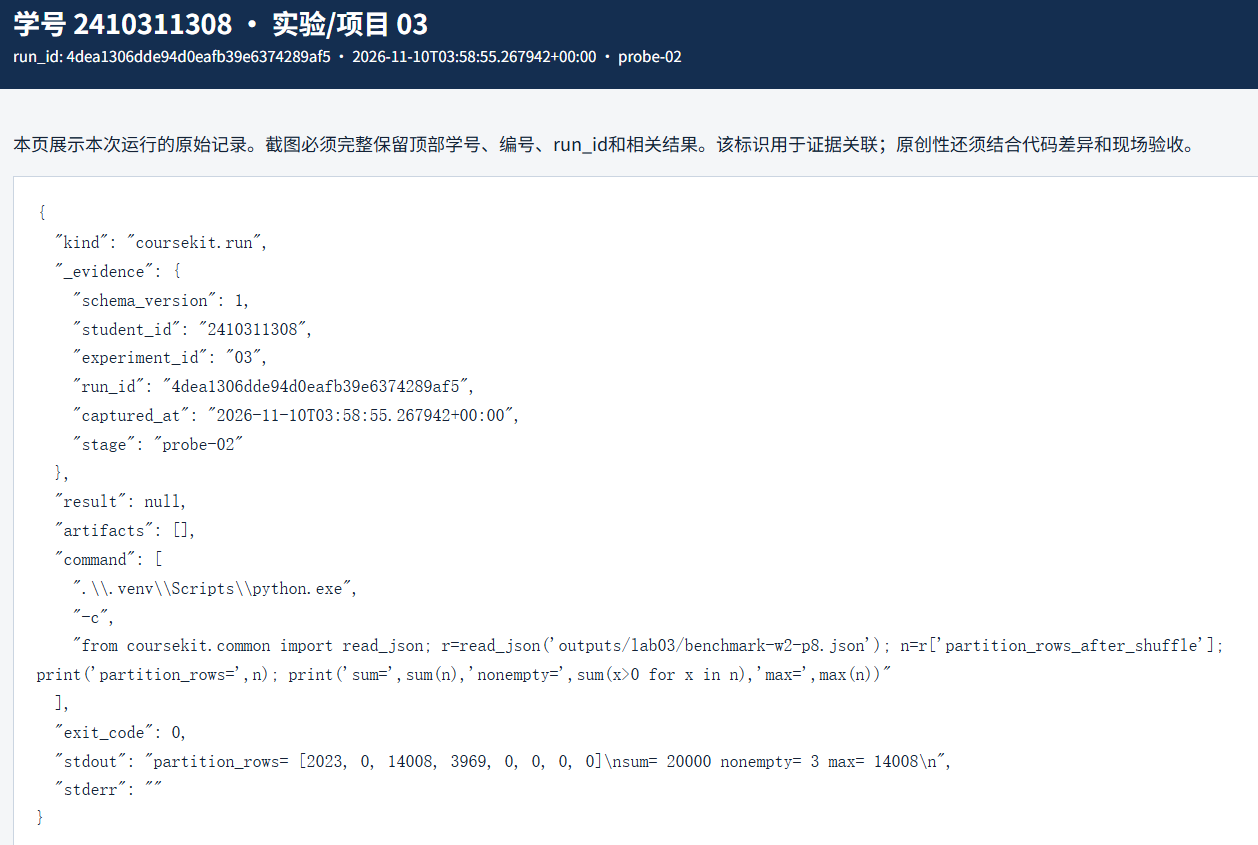 学号 2410311308 · 实验/项目 03
run_id: 4dea1306dde94d0eafb39e6374289af5 · 2026-11-10T03:58:55.267942+00:00 · probe-02
本页展示本次运行的原始记录。截图必须完整保留顶部学号、编号、run_id和相关结果。该标识用于证据关联；原创性还须结合代码差异和现场验收。
{
  "kind": "coursekit.run",
  "_evidence": {
    "schema_version": 1,
    "student_id": "2410311308",
    "experiment_id": "03",
    "run_id": "4dea1306dde94d0eafb39e6374289af5",
    "captured_at": "2026-11-10T03:58:55.267942+00:00",
    "stage": "probe-02"
  },
  "result": null,
  "artifacts": [],
  "command": [
    ".\\.venv\\Scripts\\python.exe",
    "-c",
    "from coursekit.common import read_json; r=read_json('outputs/lab03/benchmark-w2-p8.json'); n=r['partition_rows_after_shuffle'];
print('partition_rows=',n); print('sum=',sum(n),'nonempty=',sum(x>0 for x in n),'max=',max(n))"
  ],
  "exit_code": 0,
  "stdout": "partition_rows= [2023, 0, 14008, 3969, 0, 0, 0, 0]\nsum= 20000 nonempty= 3 max= 14008\n",
  "stderr": ""
}